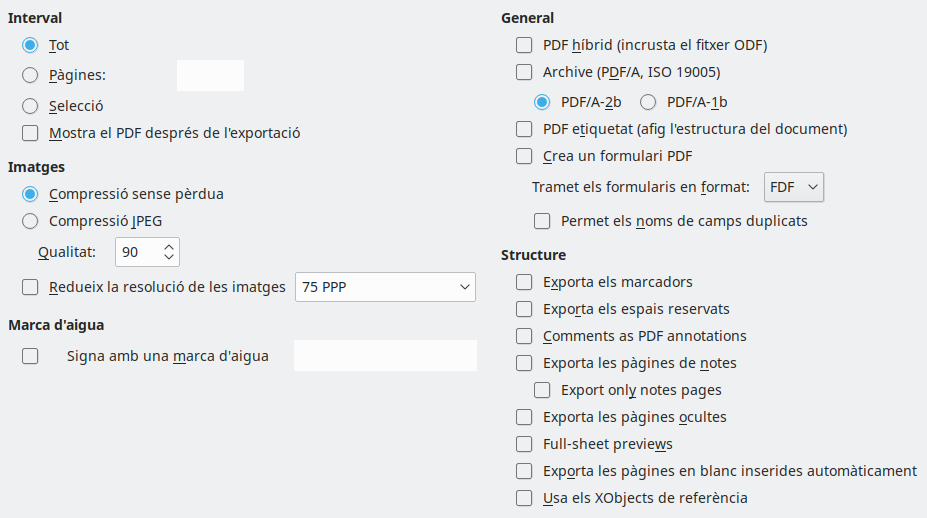 Interval
Tot
Pàgines:
Selecció
Mostra el PDF després de l'exportació
Imatges
Compressió sense pèrdua
Compressió JPEG
Qualitat: 90
Redueix la resolució de les imatges 75 PPP
Marca d'aigua
Signa amb una marca d'aigua
General
PDF híbrid (incrusta el fitxer ODF)
Archive (PDF/A, ISO 19005)
PDF/A-2b PDF/A-1b
PDF etiquetat (afig l'estructura del document)
Crea un formulari PDF
Tramet els formularis en format: FDF
Permet els noms de camps duplicats
Structure
Exporta els marcadors
Exporta els espais reservats
Comments as PDF annotations
Exporta les pàgines de notes
Export only notes pages
Exporta les pàgines ocultes
Full-sheet previews
Exporta les pàgines en blanc inserides automàticament
Usa els XObjects de referència